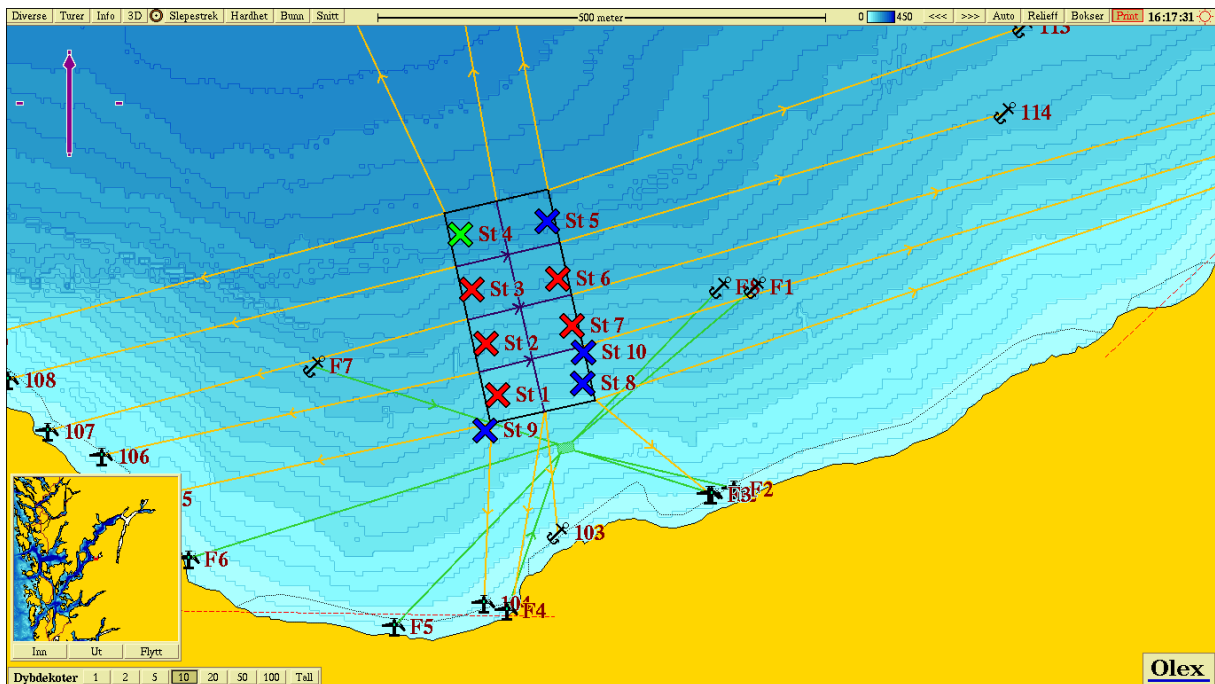 Diverse Turer Info 3D Slepestrek Hardhet Bunn Snitt 500 meter 0 450 <<< >>> Auto Relieff Bokser Print 16:17:31
113
114
St 5
St 4
St 6
St 3
F1
St 7
St 2
St 10
F7
108
St 8
St 1
107
St 9
106
F2
F3
5
103
F6
F4
F5
Inn Ut Flytt
Olex
Dybdekoter 1 2 5 10 20 50 100 Tall